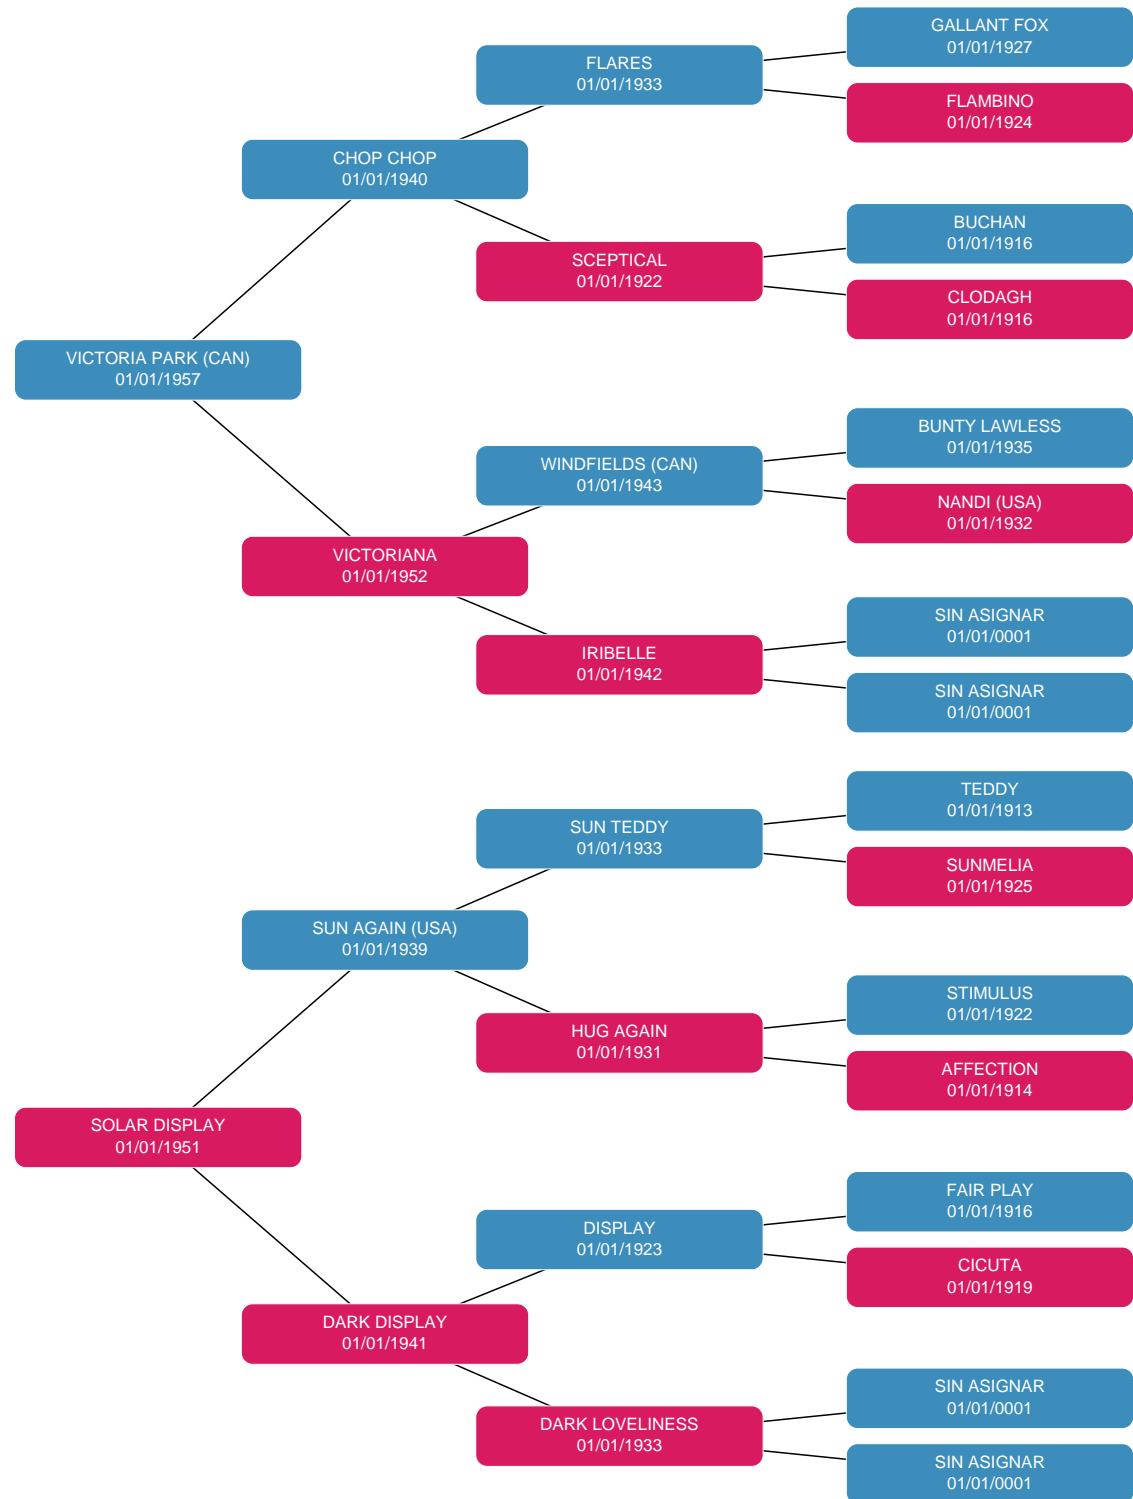 GALLANT FOX
01/01/1927
FLARES
01/01/1933
FLAMBINO
01/01/1924
CHOP CHOP
01/01/1940
BUCHAN
01/01/1916
SCEPTICAL
01/01/1922
CLODAGH
01/01/1916
VICTORIA PARK (CAN)
01/01/1957
BUNTY LAWLESS
01/01/1935
WINDFIELDS (CAN)
01/01/1943
NANDI (USA)
01/01/1932
VICTORIANA
01/01/1952
SIN ASIGNAR
01/01/0001
IRIBELLE
01/01/1942
SIN ASIGNAR
01/01/0001
TEDDY
01/01/1913
SUN TEDDY
01/01/1933
SUNMELIA
01/01/1925
SUN AGAIN (USA)
01/01/1939
STIMULUS
01/01/1922
HUG AGAIN
01/01/1931
AFFECTION
01/01/1914
SOLAR DISPLAY
01/01/1951
FAIR PLAY
01/01/1916
DISPLAY
01/01/1923
CICUTA
01/01/1919
DARK DISPLAY
01/01/1941
SIN ASIGNAR
01/01/0001
DARK LOVELINESS
01/01/1933
SIN ASIGNAR
01/01/0001